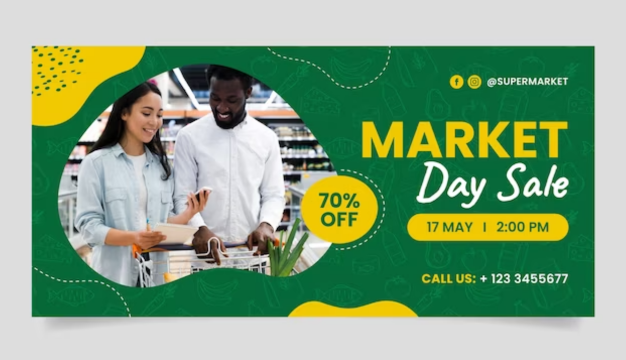 @SUPERMARKET
MARKET
Day Sale
70%
OFF
17 MAY I 2:00 PM
CALL US: + 123 3455677